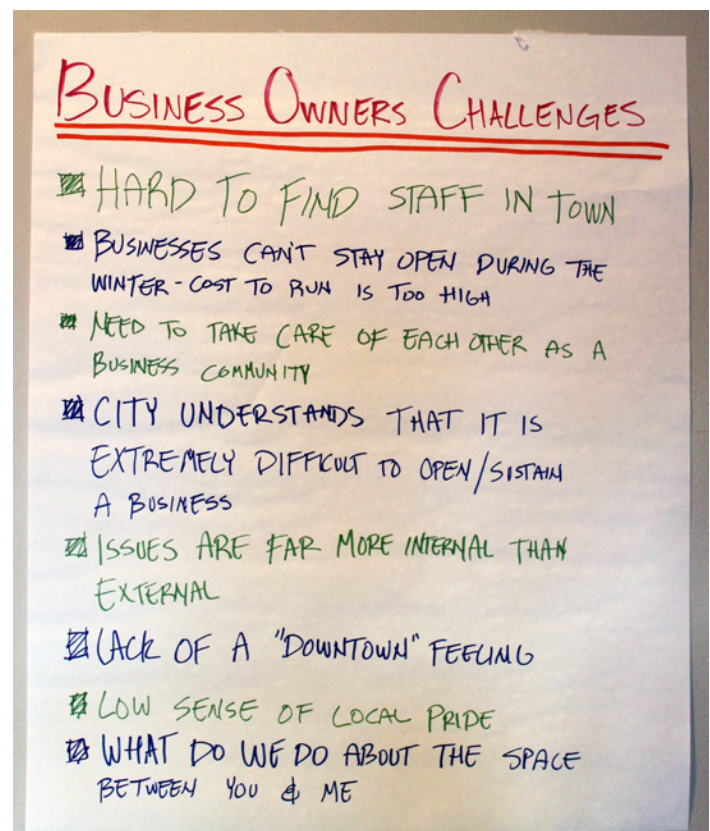 BUSINESS OWNERS CHALLENGES
HARD TO FIND STAFF IN TOWN
BUSINESSES CAN'T STAY OPEN DURING THE
WINTER - COST TO RUN IS TOO HIGH
NEED TO TAKE CARE OF EACH OTHER AS A
BUSINESS COMMUNITY
CITY UNDERSTANDS THAT IT IS
EXTREMELY DIFFICULT TO OPEN/SUSTAIN
A BUSINESS
ISSUES ARE FAR MORE INTERNAL THAN
EXTERNAL
LACK OF A "DOWNTOWN" FEELING
LOW SENSE OF LOCAL PRIDE
WHAT DO WE DO ABOUT THE SPACE
BETWEEN YOU & ME